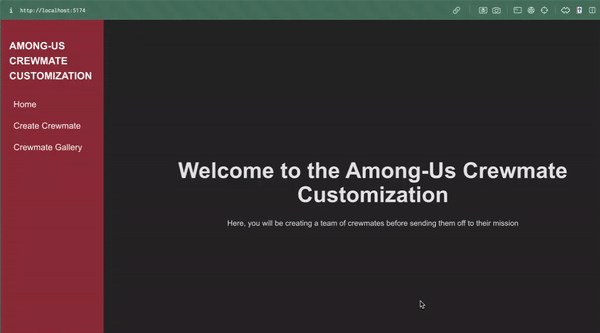 http://localhost:5174
AMONG-US
CREWMATE
CUSTOMIZATION
Home
Create Crewmate
Crewmate Gallery
Welcome to the Among-Us Crewmate
Customization
Here, you will be creating a team of crewmates before sending them off to their mission